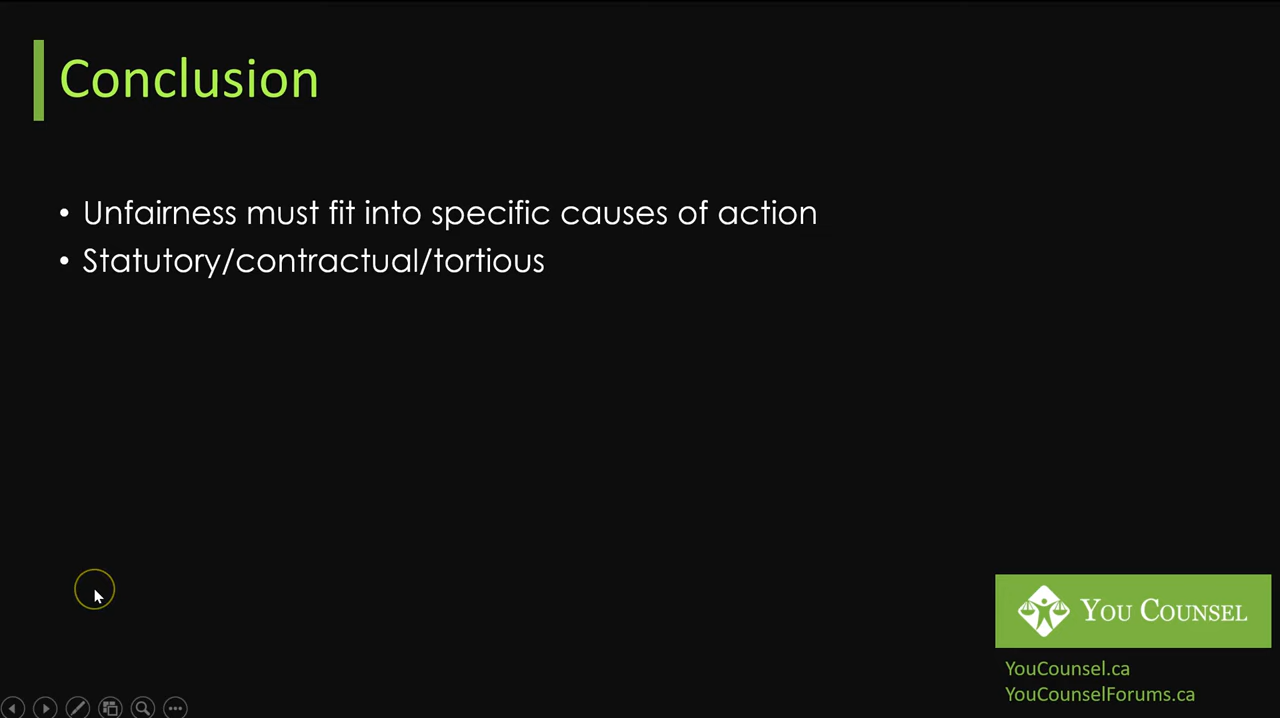 Conclusion
• Unfairness must fit into specific causes of action
• Statutory/contractual/tortious
You Counsel
YouCounsel.ca
YouCounselForums.ca